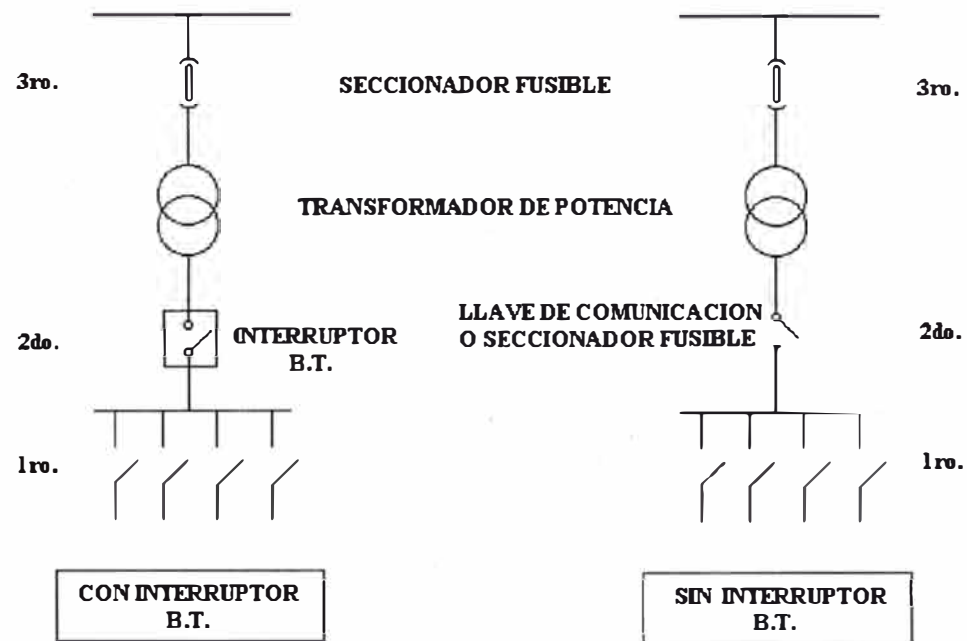 3ro.
SECCIONADOR FUSIBLE
3ro.
TRANSFORMADOR DE POTENCIA
2do.
INTERRUPTOR
B.T.
LLAVE DE COMUNICACION
O SECCIONADOR FUSIBLE
2do.
1ro.
1ro.
CON INTERRUPTOR
B.T.
SIN INTERRUPTOR
B.T.